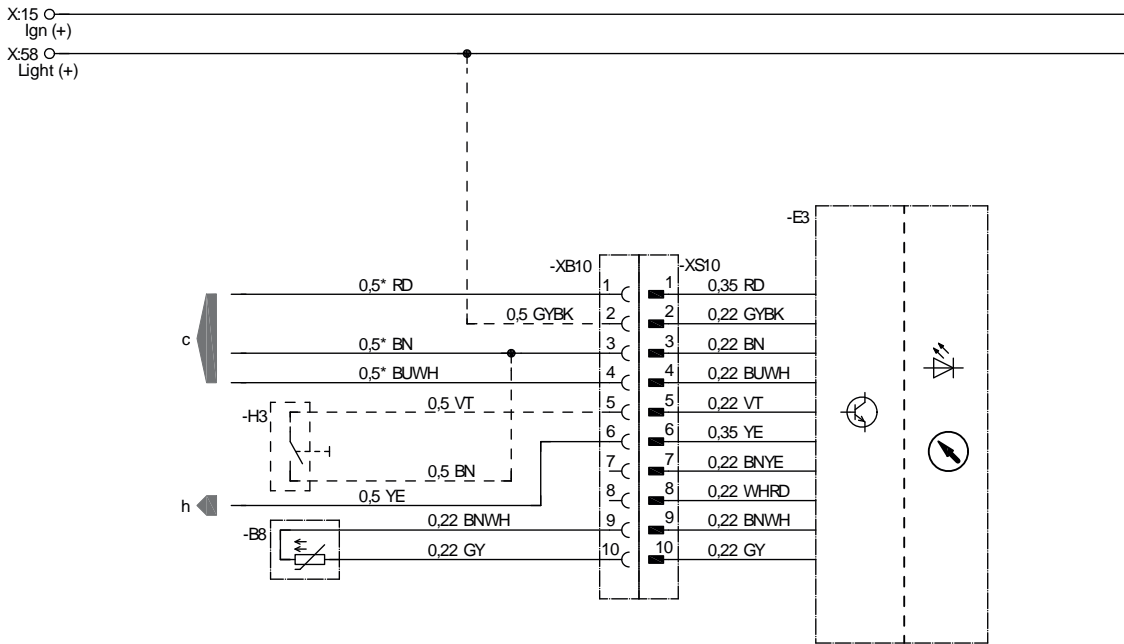 X:15
Ign (+)
X:58
Light (+)
-E3
-XB10 -XS10
0,5* RD 1 1 0,35 RD
0,5 GYBK 2 2 0,22 GYBK
c
0,5* BN 3 3 0,22 BN
0,5* BUWH 4 4 0,22 BUWH
-H3 0,5 VT 5 5 0,22 VT
6 6 0,35 YE
0,5 BN 7 7 0,22 BNYE
h 0,5 YE 8 8 0,22 WHRD
-B8 0,22 BNWH 9 9 0,22 BNWH
0,22 GY 10 10 0,22 GY